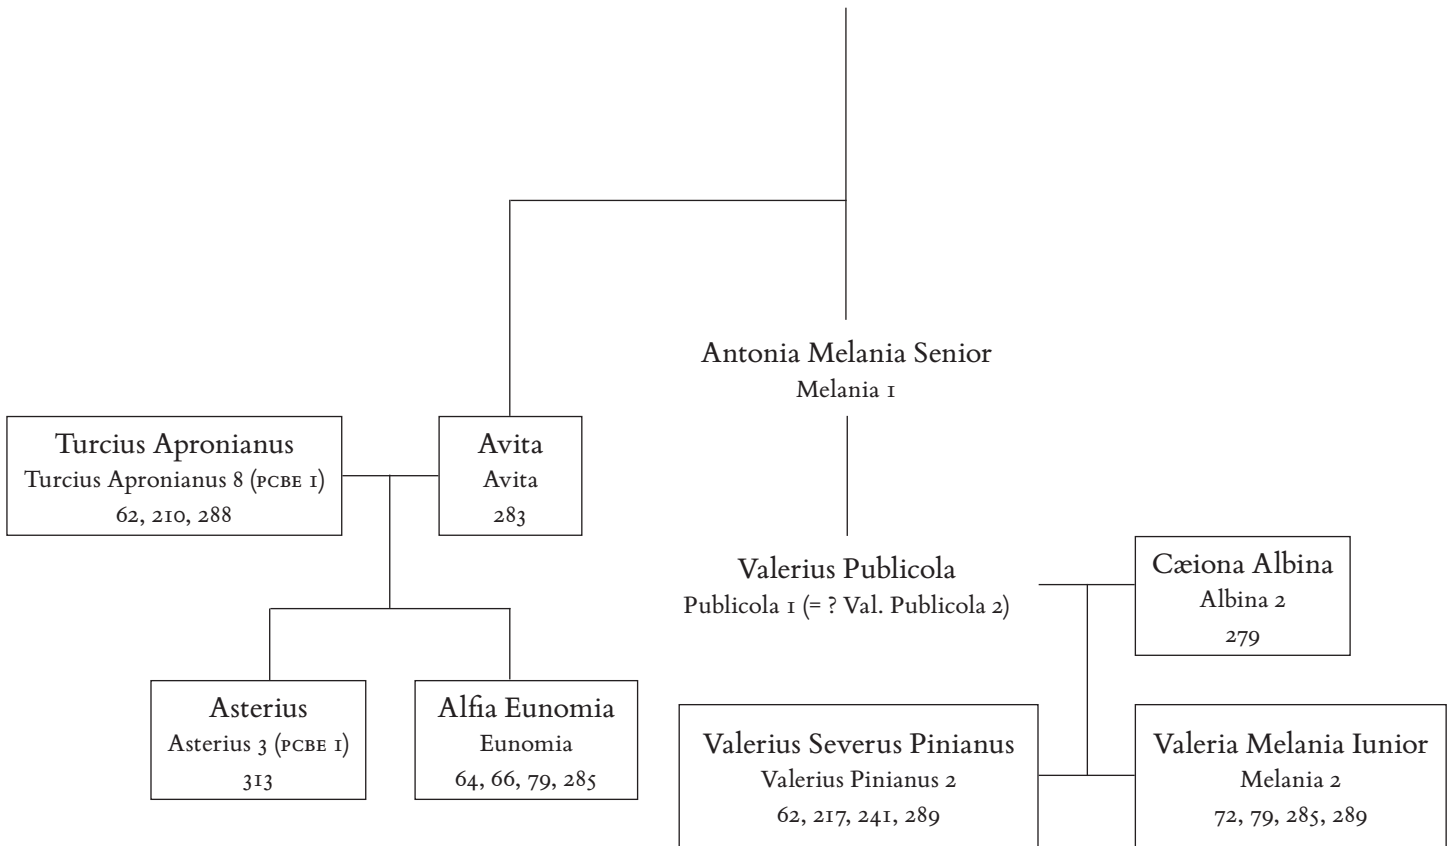 Antonia Melania Senior
Melania 1
Turcius Apronianus
Turcius Apronianus 8 (PCBE 1)
62, 210, 288
Avita
Avita
283
Valerius Publicola
Publicola 1 (= ? Val. Publicola 2)
Cæiona Albina
Albina 2
279
Asterius
Asterius 3 (PCBE 1)
313
Alfia Eunomia
Eunomia
64, 66, 79, 285
Valerius Severus Pinianus
Valerius Pinianus 2
62, 217, 241, 289
Valeria Melania Iunior
Melania 2
72, 79, 285, 289